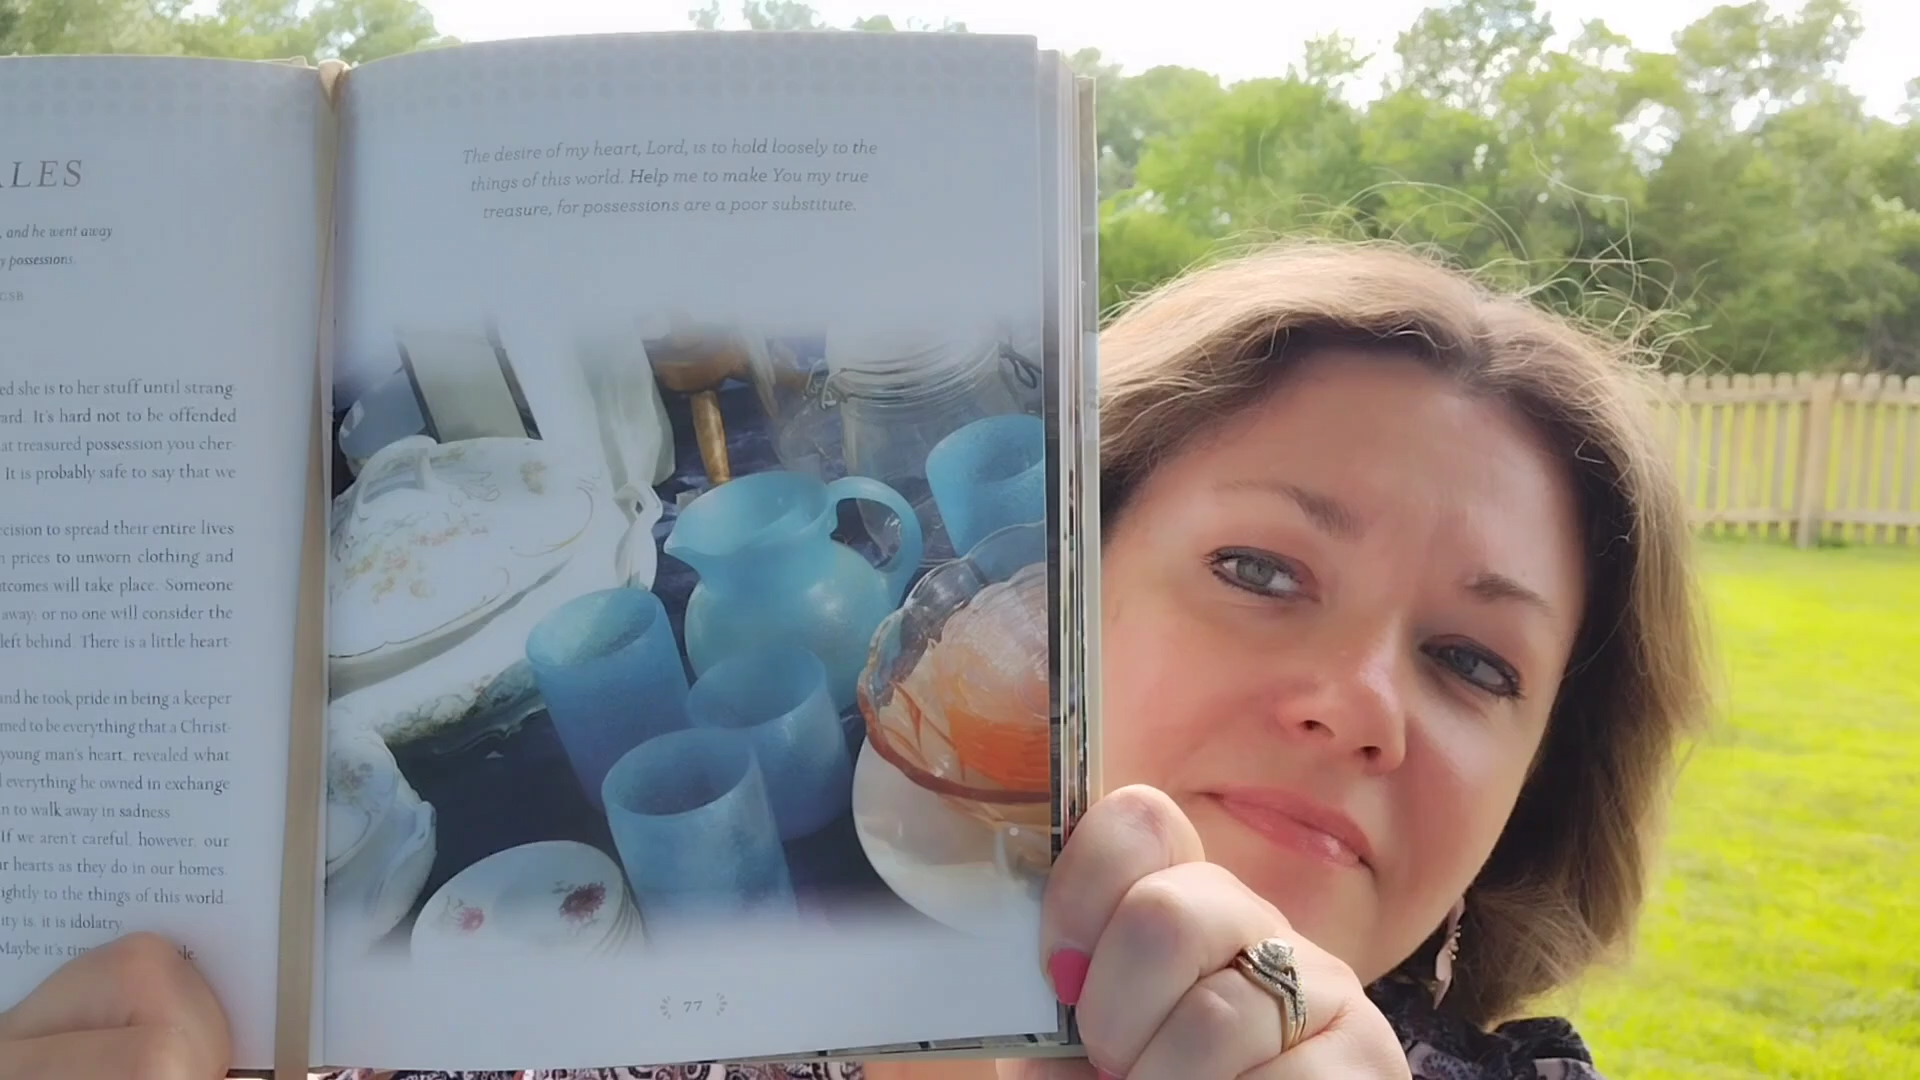 ALES
, and he went away
y possessions.
CSB
ed she is to her stuff until strang-
ard. It's hard not to be offended
at treasured possession you cher-
It is probably safe to say that we
cision to spread their entire lives
n prices to unworn clothing and
tcomes will take place. Someone
away; or no one will consider the
left behind. There is a little heart-
and he took pride in being a keeper
med to be everything that a Christ-
young man's heart, revealed what
everything he owned in exchange
n to walk away in sadness
If we aren't careful, however, our
r hearts as they do in our homes.
ightly to the things of this world.
ity is, it is idolatry
Maybe it's
The desire of my heart, Lord, is to hold loosely to the
things of this world. Help me to make You my true
treasure, for possessions are a poor substitute.
77